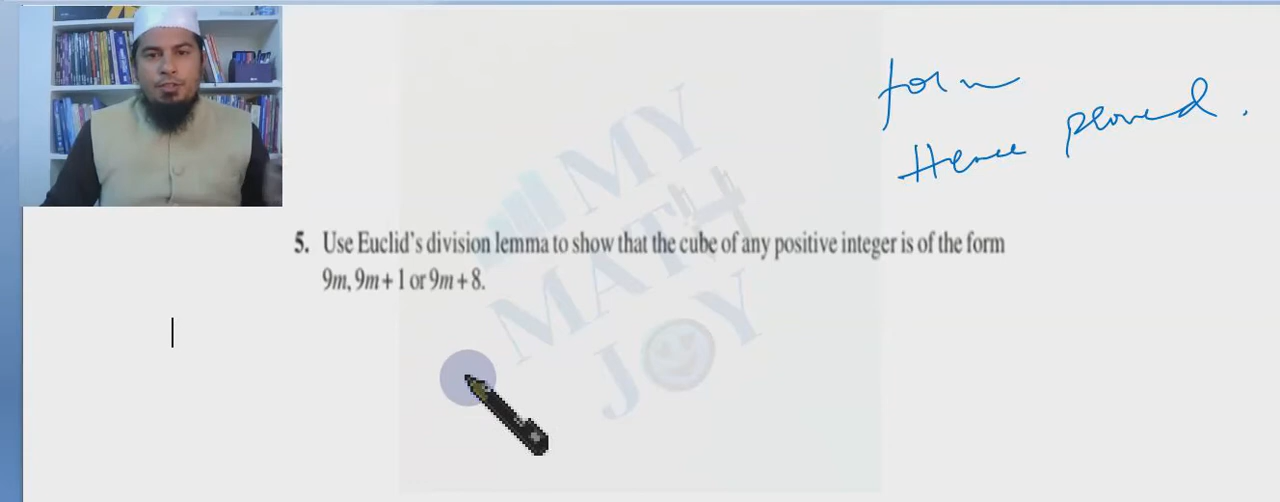 form
Hence proved.
5. Use Euclid's division lemma to show that the cube of any positive integer is of the form
9m, 9m + 1 or 9m + 8.
MY
MATH
JOY